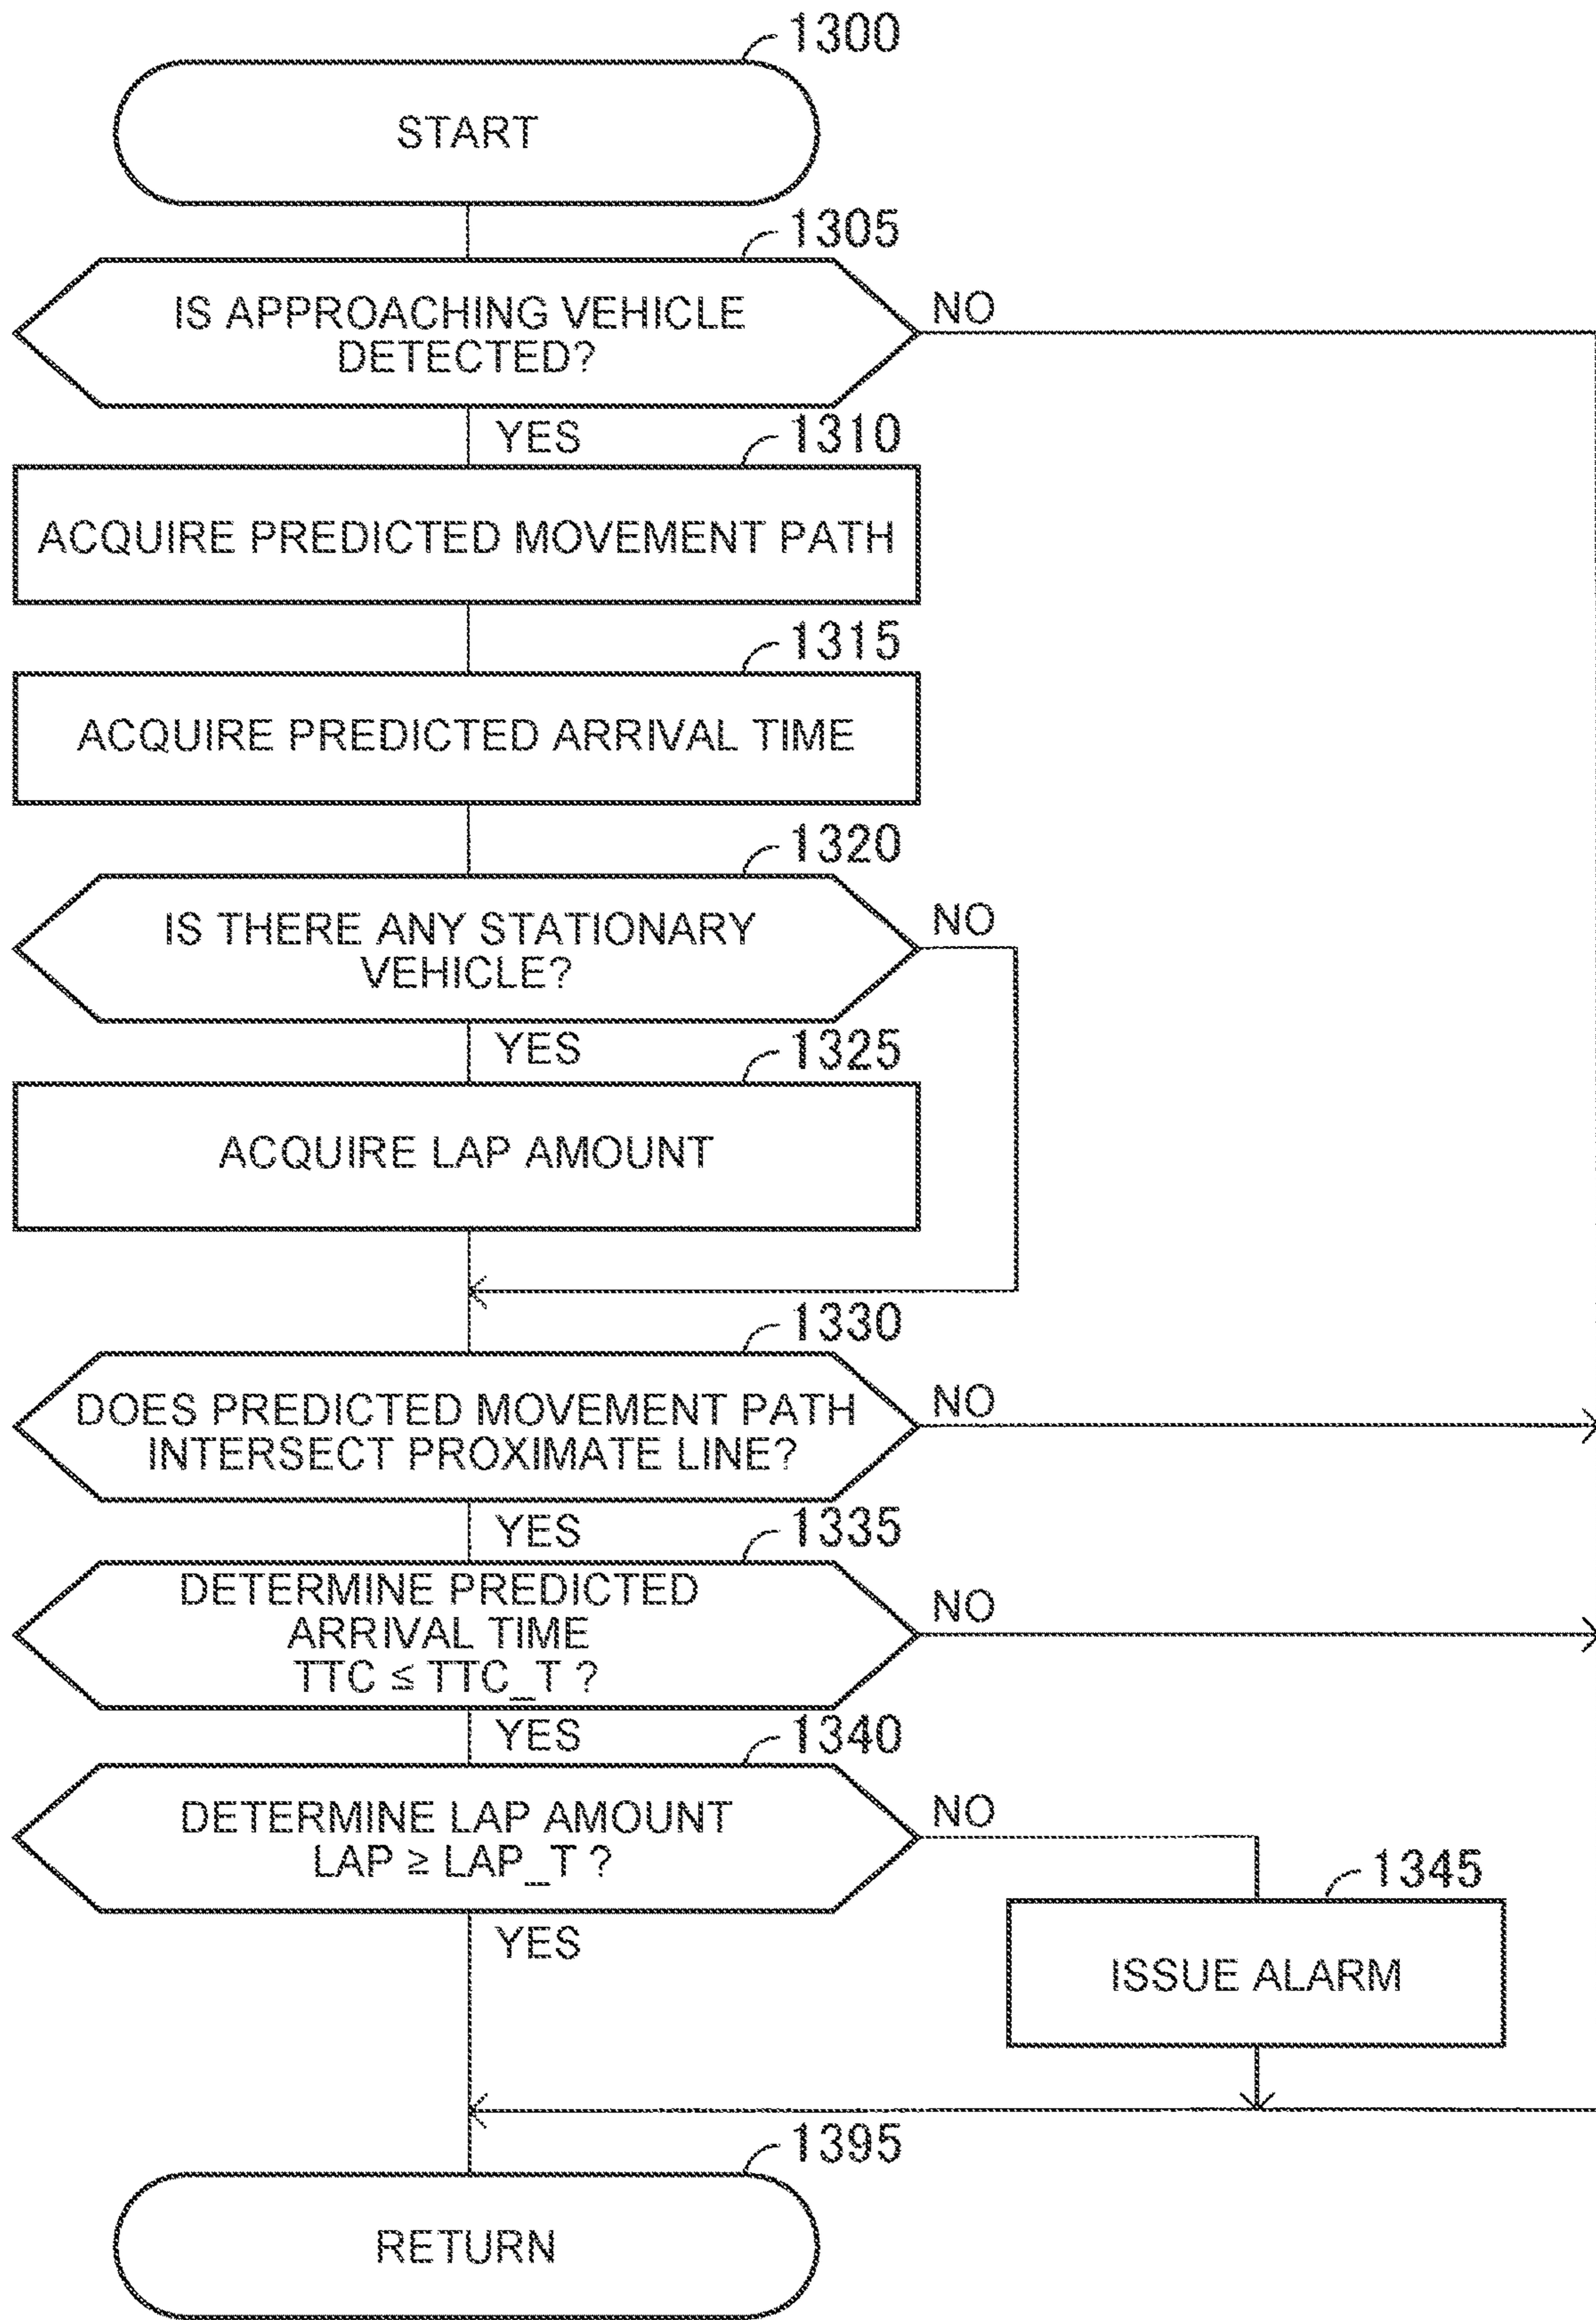 1300
START
1305
IS APPROACHING VEHICLE
DETECTED?
NO
YES
1310
ACQUIRE PREDICTED MOVEMENT PATH
1315
ACQUIRE PREDICTED ARRIVAL TIME
1320
IS THERE ANY STATIONARY
VEHICLE?
NO
YES
1325
ACQUIRE LAP AMOUNT
1330
DOES PREDICTED MOVEMENT PATH
INTERSECT PROXIMATE LINE?
NO
YES
1335
DETERMINE PREDICTED
ARRIVAL TIME
TTC ≤ TTC_T ?
NO
YES
1340
DETERMINE LAP AMOUNT
LAP ≥ LAP_T ?
NO
YES
1345
ISSUE ALARM
1395
RETURN